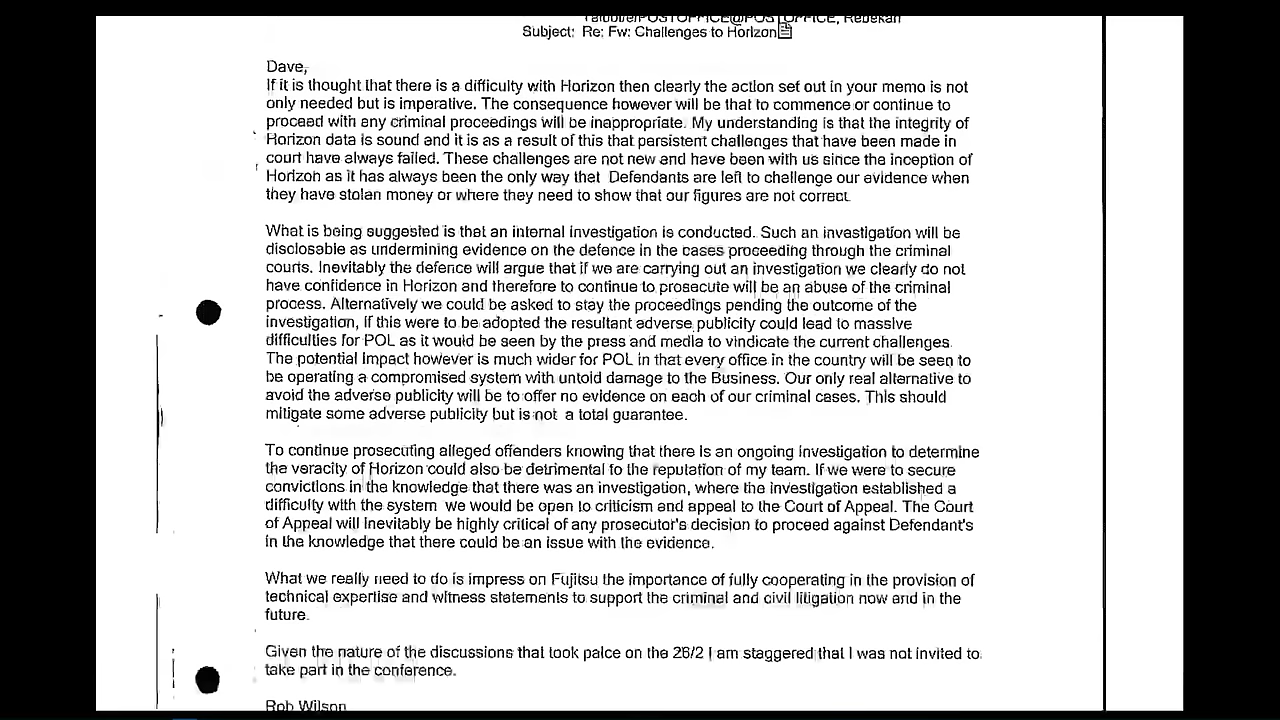 Subject: Re: Fw: Challenges to Horizon
Dave,
If it is thought that there is a difficulty with Horizon then clearly the action set out in your memo is not
only needed but is imperative. The consequence however will be that to commence or continue to
proceed with any criminal proceedings will be inappropriate. My understanding is that the integrity of
Horizon data is sound and it is as a result of this that persistent challenges that have been made in
court have always failed. These challenges are not new and have been with us since the inception of
Horizon as it has always been the only way that Defendants are left to challenge our evidence when
they have stolen money or where they need to show that our figures are not correct.
What is being suggested is that an internal investigation is conducted. Such an investigation will be
disclosable as undermining evidence on the defence in the cases proceeding through the criminal
courts. Inevitably the defence will argue that if we are carrying out an investigation we clearly do not
have confidence in Horizon and therefore to continue to prosecute will be an abuse of the criminal
process. Alternatively we could be asked to stay the proceedings pending the outcome of the
investigation, if this were to be adopted the resultant adverse publicity could lead to massive
difficulties for POL as it would be seen by the press and media to vindicate the current challenges.
The potential impact however is much wider for POL in that every office in the country will be seen to
be operating a compromised system with untold damage to the Business. Our only real alternative to
avoid the adverse publicity will be to offer no evidence on each of our criminal cases. This should
mitigate some adverse publicity but is not a total guarantee.
To continue prosecuting alleged offenders knowing that there is an ongoing investigation to determine
the veracity of Horizon could also be detrimental to the reputation of my team. If we were to secure
convictions in the knowledge that there was an investigation, where the investigation established a
difficulty with the system we would be open to criticism and appeal to the Court of Appeal. The Court
of Appeal will inevitably be highly critical of any prosecutor's decision to proceed against Defendant's
in the knowledge that there could be an issue with the evidence.
What we really need to do is impress on Fujitsu the importance of fully cooperating in the provision of
technical expertise and witness statements to support the criminal and civil litigation now and in the
future.
Given the nature of the discussions that took palce on the 26/2 I am staggered that I was not invited to
take part in the conference.
Rob Wilson